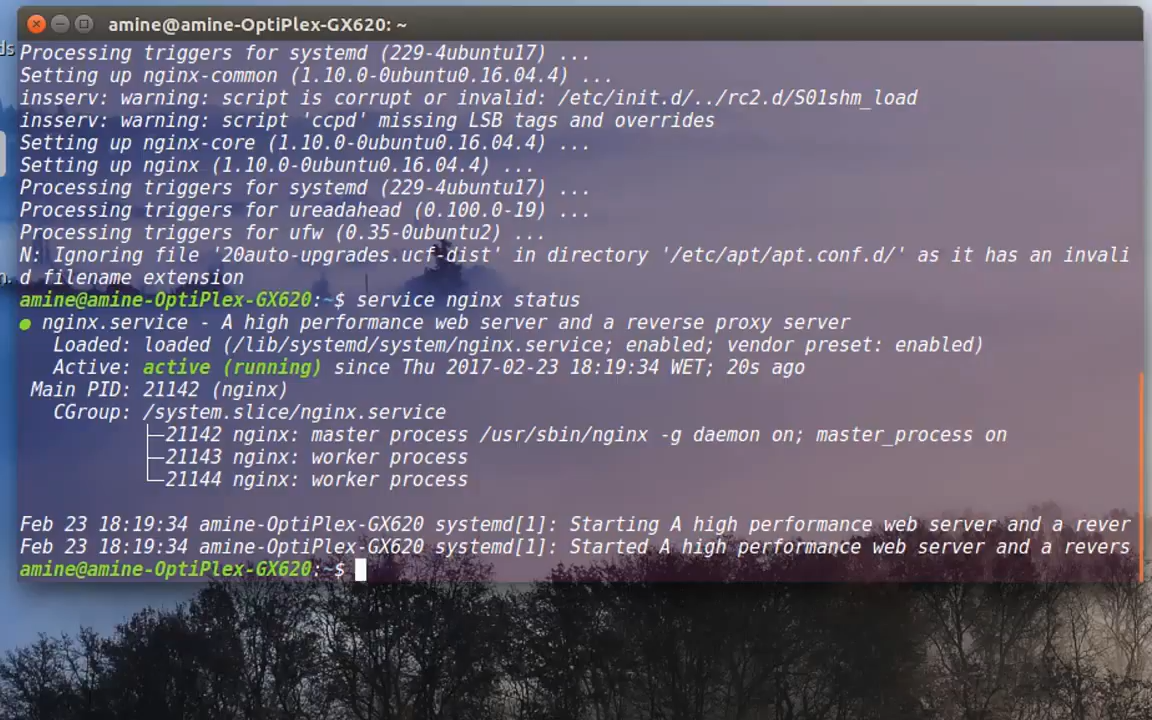 amine@amine-OptiPlex-GX620: ~
ds
Processing triggers for systemd (229-4ubuntu17) ...
Setting up nginx-common (1.10.0-0ubuntu0.16.04.4) ...
insserv: warning: script is corrupt or invalid: /etc/init.d/../rc2.d/S01shm_load
insserv: warning: script 'ccpd' missing LSB tags and overrides
Setting up nginx-core (1.10.0-0ubuntu0.16.04.4) ...
Setting up nginx (1.10.0-0ubuntu0.16.04.4) ...
Processing triggers for systemd (229-4ubuntu17) ...
Processing triggers for ureadahead (0.100.0-19) ...
Processing triggers for ufw (0.35-0ubuntu2) ...
N: Ignoring file '20auto-upgrades.ucf-dist' in directory '/etc/apt/apt.conf.d/' as it has an invali
d filename extension
amine@amine-OptiPlex-GX620:~$ service nginx status
● nginx.service - A high performance web server and a reverse proxy server
   Loaded: loaded (/lib/systemd/system/nginx.service; enabled; vendor preset: enabled)
   Active: active (running) since Thu 2017-02-23 18:19:34 WET; 20s ago
 Main PID: 21142 (nginx)
   CGroup: /system.slice/nginx.service
           ├─21142 nginx: master process /usr/sbin/nginx -g daemon on; master_process on
           ├─21143 nginx: worker process
           └─21144 nginx: worker process

Feb 23 18:19:34 amine-OptiPlex-GX620 systemd[1]: Starting A high performance web server and a rever
Feb 23 18:19:34 amine-OptiPlex-GX620 systemd[1]: Started A high performance web server and a revers
amine@amine-OptiPlex-GX620:~$